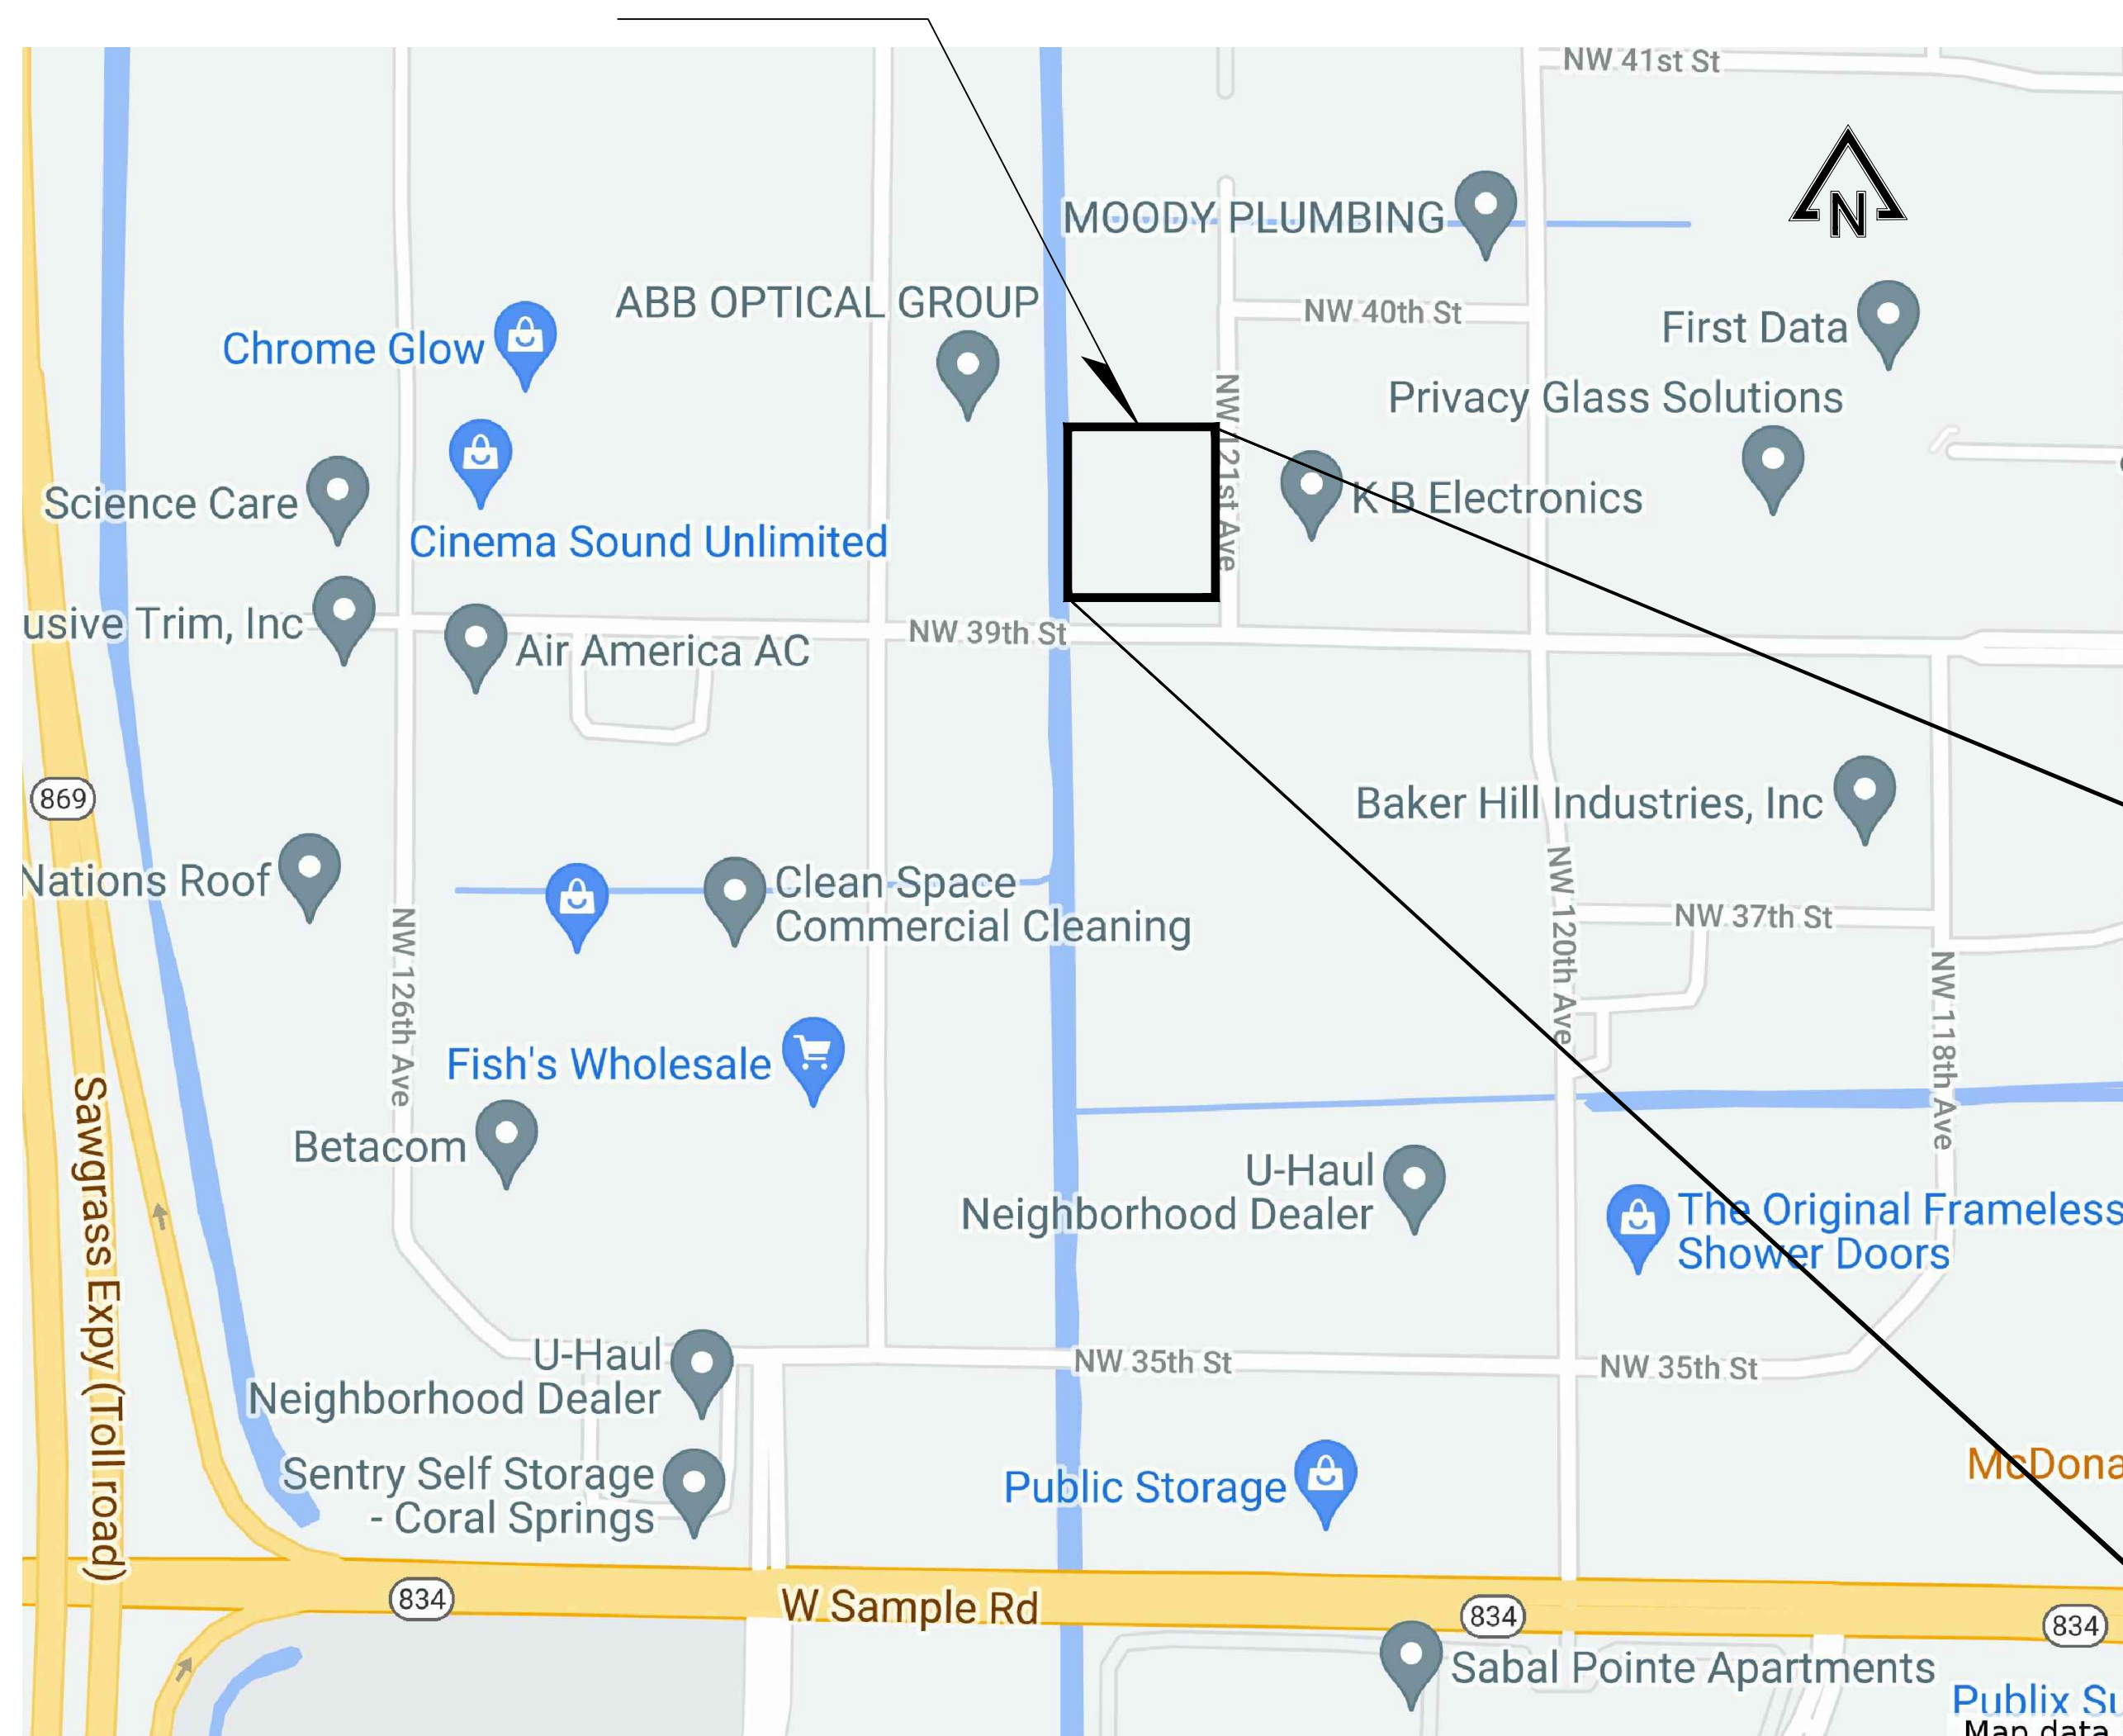 NW 41st St
N
MOODY PLUMBING
ABB OPTICAL GROUP
NW 40th St
First Data
Chrome Glow
Privacy Glass Solutions
NW 121st Ave
Science Care
K B Electronics
Cinema Sound Unlimited
usive Trim, Inc
NW 39th St
Air America AC
869
Baker Hill Industries, Inc
Nations Roof
Clean Space
Commercial Cleaning
NW 37th St
NW 120th Ave
NW 126th Ave
NW 118th Ave
Fish's Wholesale
Betacom
Sawgrass Expy (Toll road)
U-Haul
Neighborhood Dealer
The Original Frameless
Shower Doors
U-Haul
Neighborhood Dealer
NW 35th St
NW 35th St
Sentry Self Storage
- Coral Springs
Public Storage
McDona
834
W Sample Rd
834
834
Sabal Pointe Apartments
Publix Su
Map data